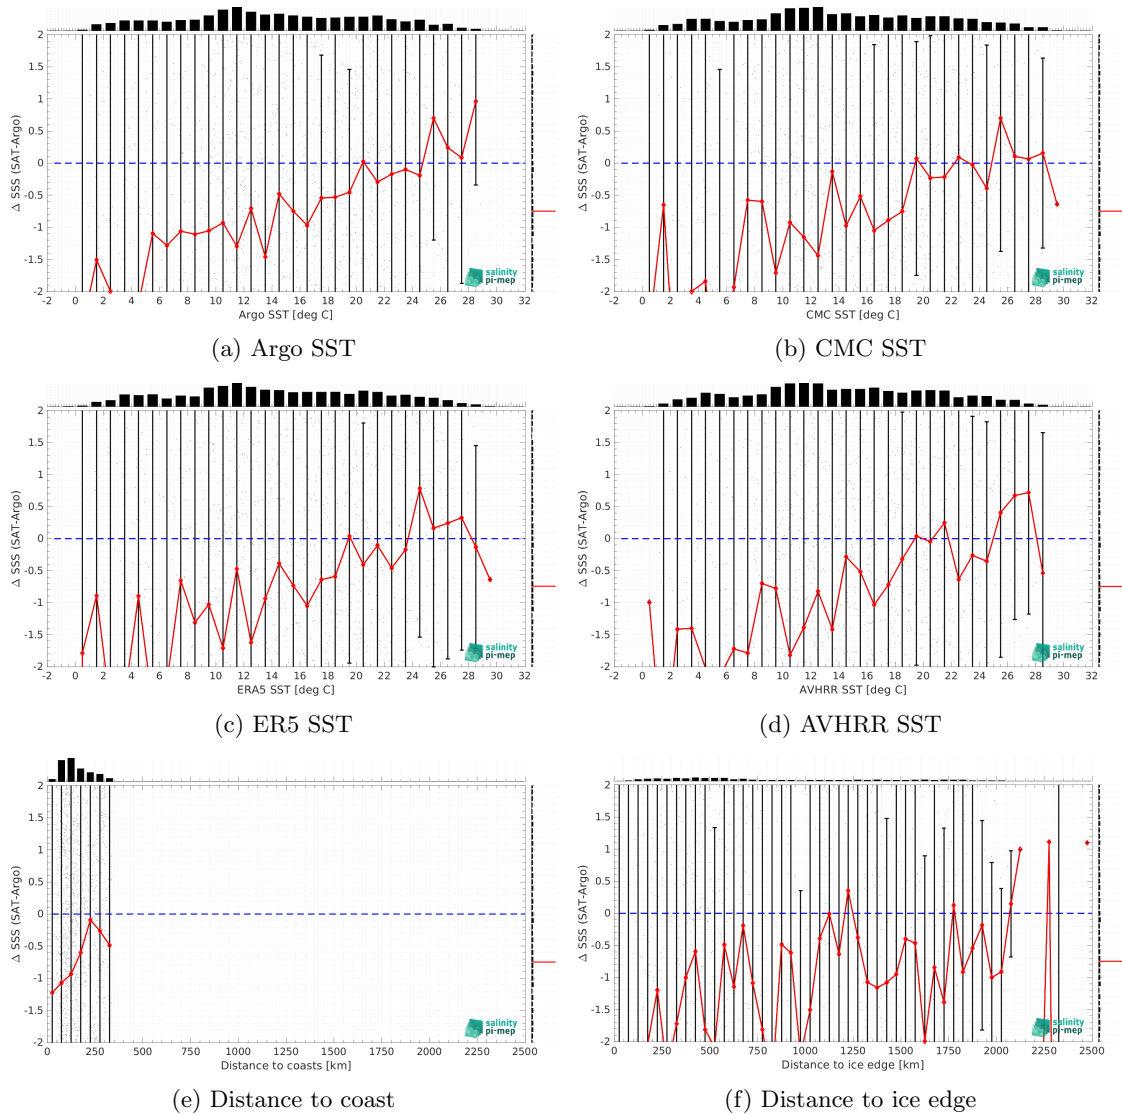 2
1.5
1
0.5
0
-0.5
-1
-1.5
-2
Δ SSS (SAT-Argo)
salinity
pi-mep
-2 0 2 4 6 8 10 12 14 16 18 20 22 24 26 28 30 32
Argo SST [deg C]
(a) Argo SST
2
1.5
1
0.5
0
-0.5
-1
-1.5
-2
Δ SSS (SAT-Argo)
salinity
pi-mep
-2 0 2 4 6 8 10 12 14 16 18 20 22 24 26 28 30 32
CMC SST [deg C]
(b) CMC SST
2
1.5
1
0.5
0
-0.5
-1
-1.5
-2
Δ SSS (SAT-Argo)
salinity
pi-mep
-2 0 2 4 6 8 10 12 14 16 18 20 22 24 26 28 30 32
ERA5 SST [deg C]
(c) ER5 SST
2
1.5
1
0.5
0
-0.5
-1
-1.5
-2
Δ SSS (SAT-Argo)
salinity
pi-mep
-2 0 2 4 6 8 10 12 14 16 18 20 22 24 26 28 30 32
AVHRR SST [deg C]
(d) AVHRR SST
2
1.5
1
0.5
0
-0.5
-1
-1.5
-2
Δ SSS (SAT-Argo)
salinity
pi-mep
0 250 500 750 1000 1250 1500 1750 2000 2250 2500
Distance to coasts [km]
(e) Distance to coast
2
1.5
1
0.5
0
-0.5
-1
-1.5
-2
Δ SSS (SAT-Argo)
salinity
pi-mep
0 250 500 750 1000 1250 1500 1750 2000 2250 2500
Distance to ice edge [km]
(f) Distance to ice edge